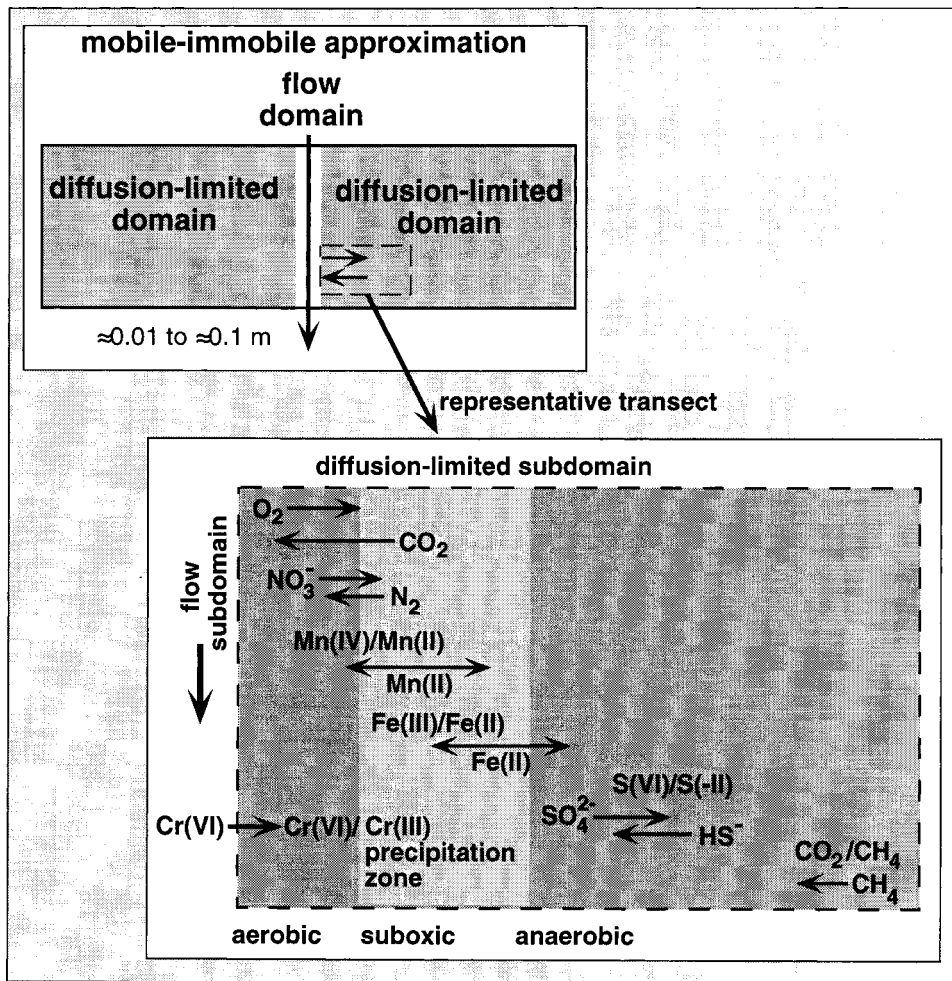 mobile-immobile approximation
flow
domain
diffusion-limited
domain
diffusion-limited
domain
≈0.01 to ≈0.1 m
representative transect
diffusion-limited subdomain
flow
subdomain
O₂
CO₂
NO₃⁻
N₂
Mn(IV)/Mn(II)
Mn(II)
Fe(III)/Fe(II)
Fe(II)
S(VI)/S(-II)
SO₄²⁻
HS⁻
Cr(VI)
Cr(VI)/ Cr(III)
precipitation
zone
CO₂/CH₄
CH₄
aerobic
suboxic
anaerobic